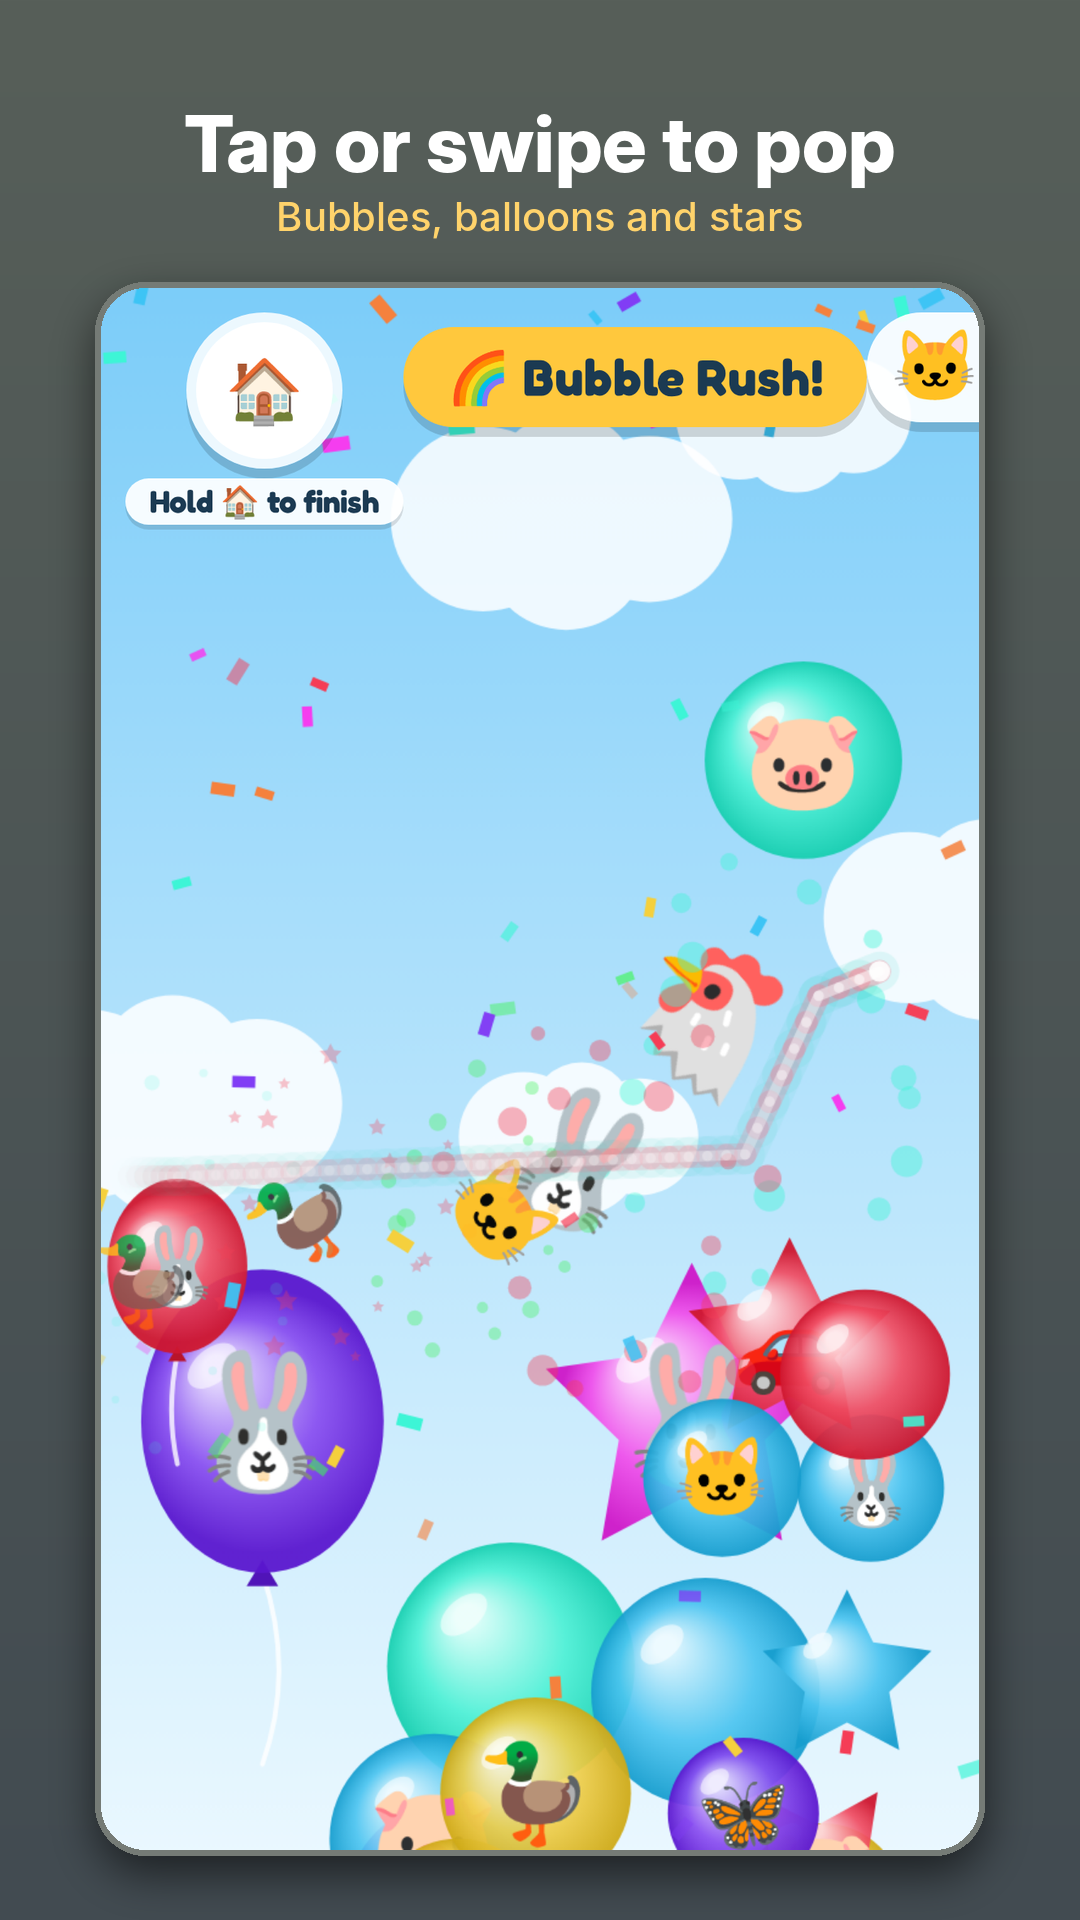 Tap or swipe to pop
Bubbles, balloons and stars
Bubble Rush!
Hold 🏠 to finish